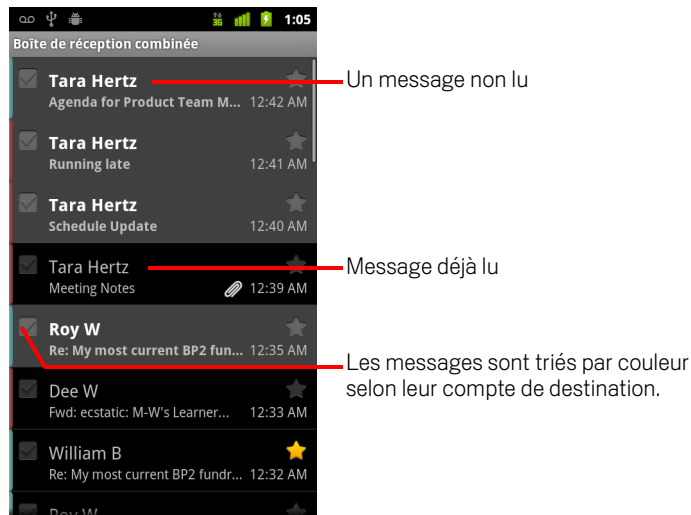 3G 1:05
Boîte de réception combinée
Tara Hertz
Agenda for Product Team M... 12:42 AM
Un message non lu
Tara Hertz
Running late 12:41 AM
Tara Hertz
Schedule Update 12:40 AM
Tara Hertz
Meeting Notes 12:39 AM
Message déjà lu
Roy W
Re: My most current BP2 fun... 12:35 AM
Les messages sont triés par couleur
selon leur compte de destination.
Dee W
Fwd: ecstatic: M-W's Learner... 12:33 AM
William B
Re: My most current BP2 fundr... 12:32 AM
Roy W